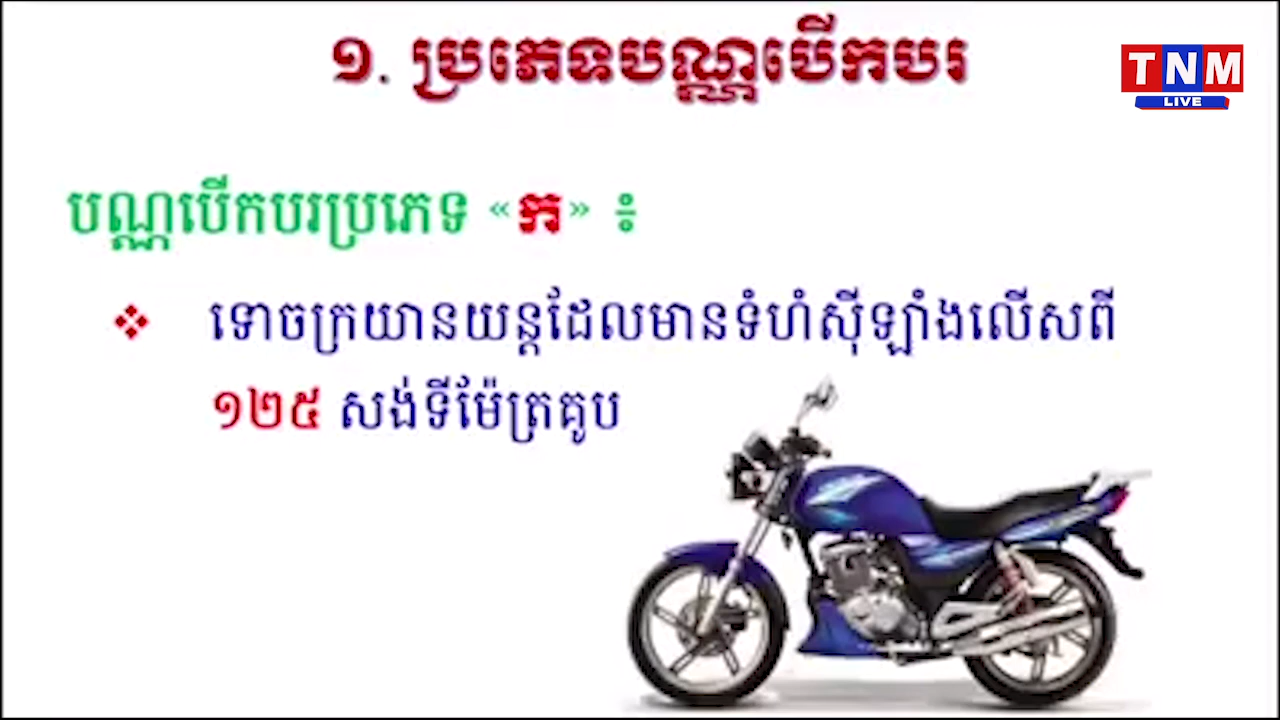 ១. ប្រភេទបណ្ណបើកបរ
TNM
LIVE
បណ្ណបើកបរប្រភេទ «ក» ៖
ទោចក្រយានយន្តដែលមានទំហំស៊ីឡាំងលើសពី
១២៥ សង់ទីម៉ែត្រគូប